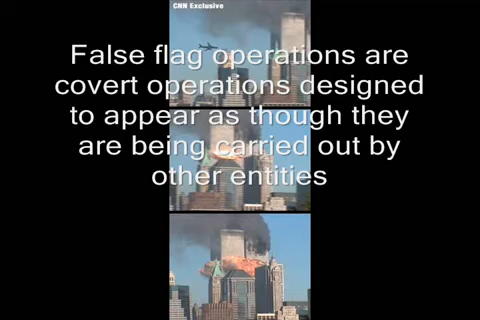 CNN Exclusive
False flag operations are
covert operations designed
to appear as though they
are being carried out by
other entities